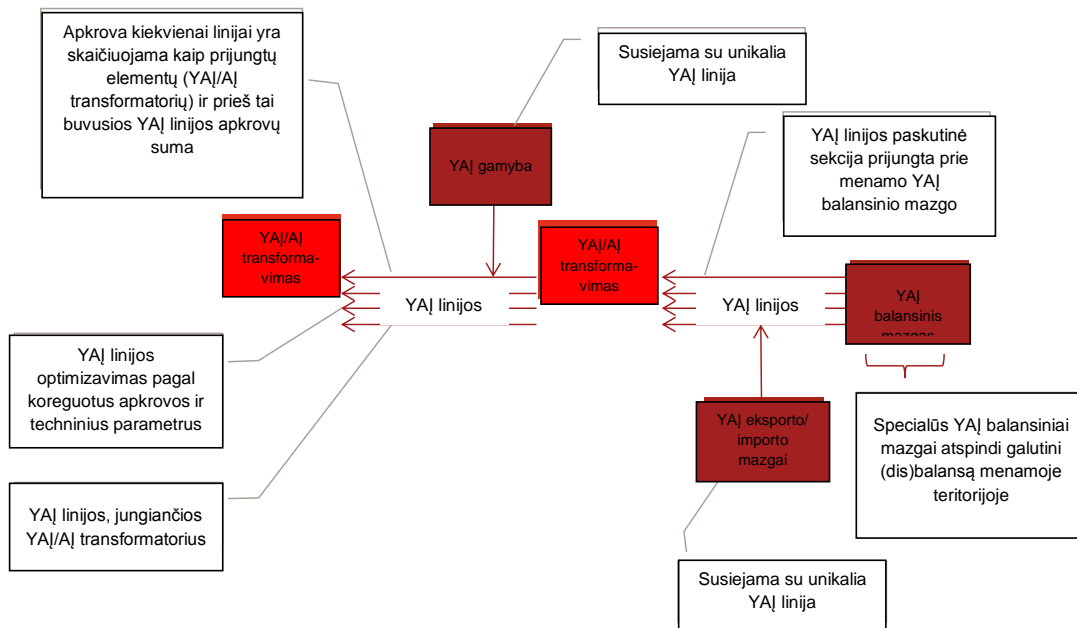 Apkrova kiekvienai linijai yra
skaičiuojama kaip prijungtų
elementų (YAĮ/AĮ
transformatorių) ir prieš tai
buvusios YAĮ linijos apkrovų
suma
Susiejama su unikalia
YAĮ linija
YAĮ gamyba
YAĮ linijos paskutinė
sekcija prijungta prie
menamo YAĮ
balansinio mazgo
YAĮ/AĮ
transforma-
vimas
YAĮ/AĮ
transforma-
vimas
YAĮ linijos
YAĮ linijos
YAĮ
balansinis
mazgas
YAĮ linijos
optimizavimas pagal
koreguotus apkrovos ir
techninius parametrus
YAĮ eksporto/
importo
mazgai
Specialūs YAĮ balansiniai
mazgai atspindi galutini
(dis)balansą menamoje
teritorijoje
YAĮ linijos, jungiančios
YAĮ/AĮ transformatorius
Susiejama su unikalia
YAĮ linija